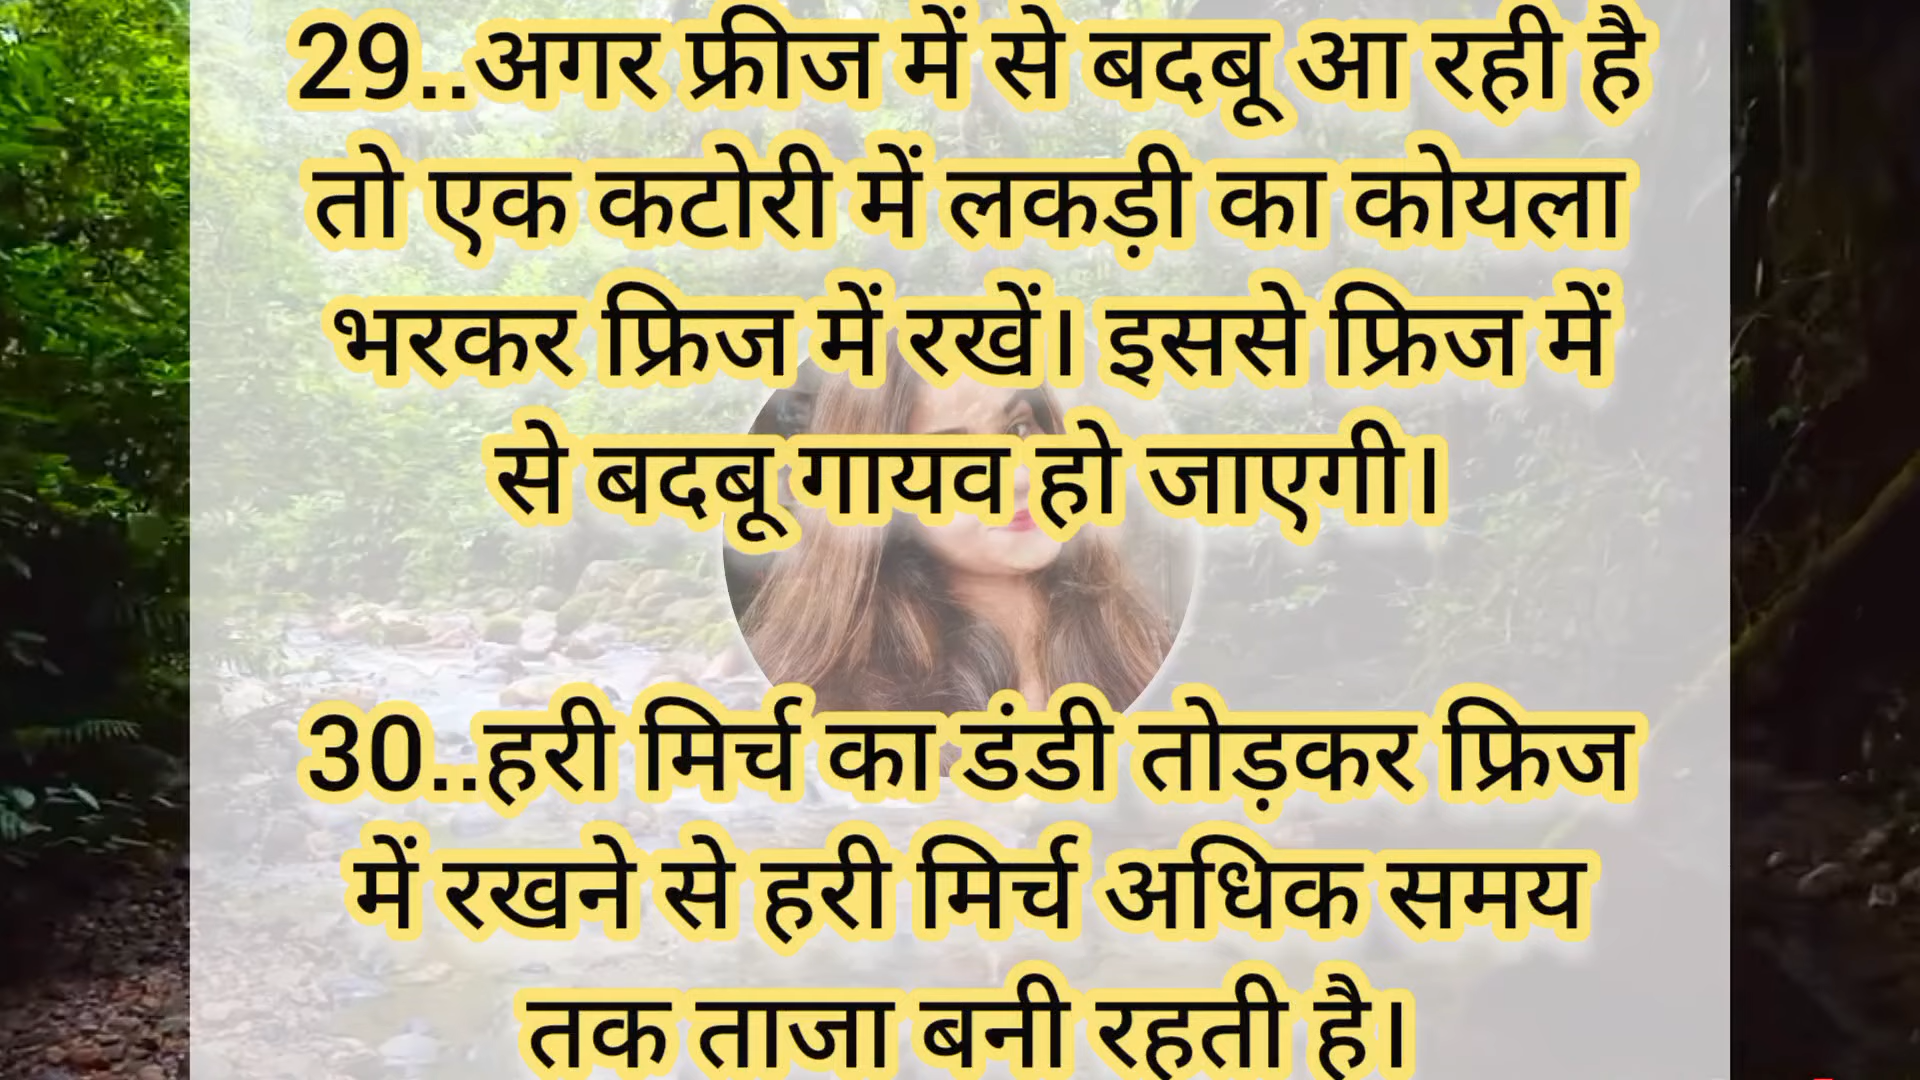 29..अगर फ्रीज में से बदबू आ रही है
तो एक कटोरी में लकड़ी का कोयला
भरकर फ्रिज में रखें। इससे फ्रिज में
से बदबू गायव हो जाएगी।
30..हरी मिर्च का डंडी तोड़कर फ्रिज
में रखने से हरी मिर्च अधिक समय
तक ताजा बनी रहती है।